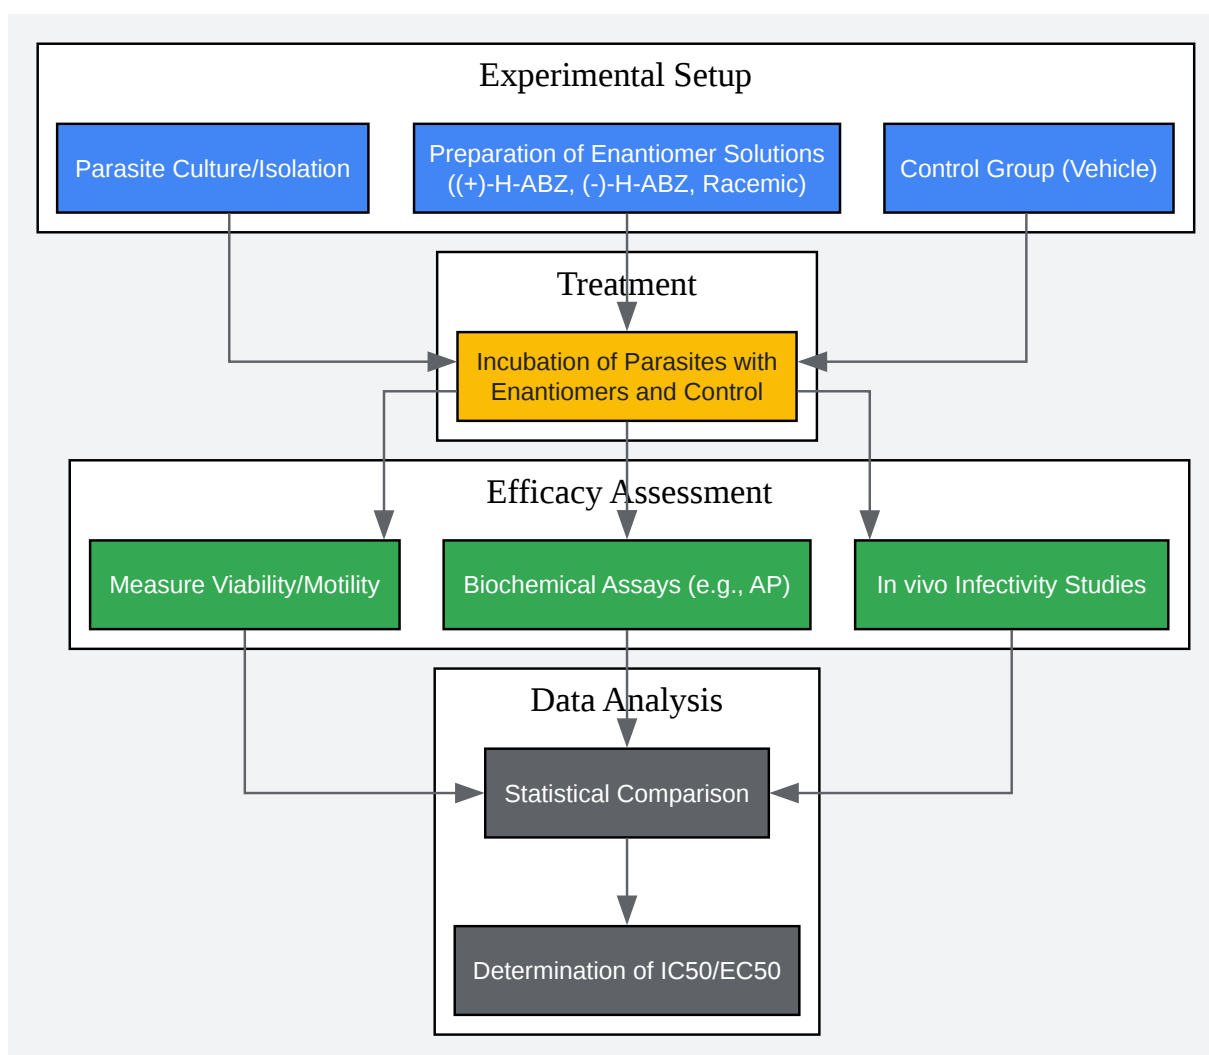 Experimental Setup
Parasite Culture/Isolation
Preparation of Enantiomer Solutions
((+)-H-ABZ, (-)-H-ABZ, Racemic)
Control Group (Vehicle)
Treatment
Incubation of Parasites with
Enantiomers and Control
Efficacy Assessment
Measure Viability/Motility
Biochemical Assays (e.g., AP)
In vivo Infectivity Studies
Data Analysis
Statistical Comparison
Determination of IC50/EC50